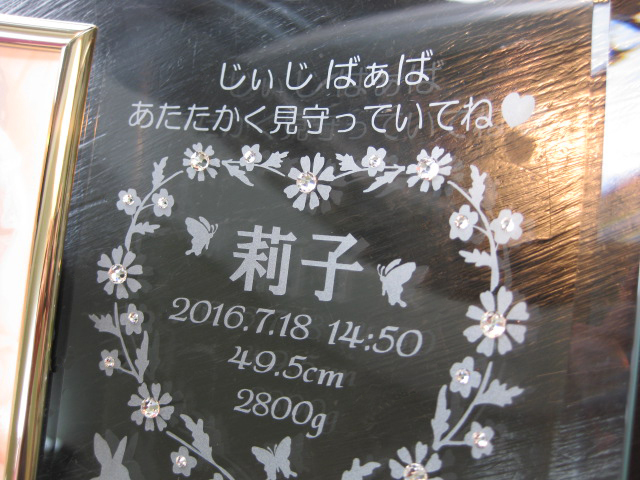 じぃじ ばぁば
あたたかく見守っていてね
莉子
2016.7.18 14:50
49.5cm
2800g